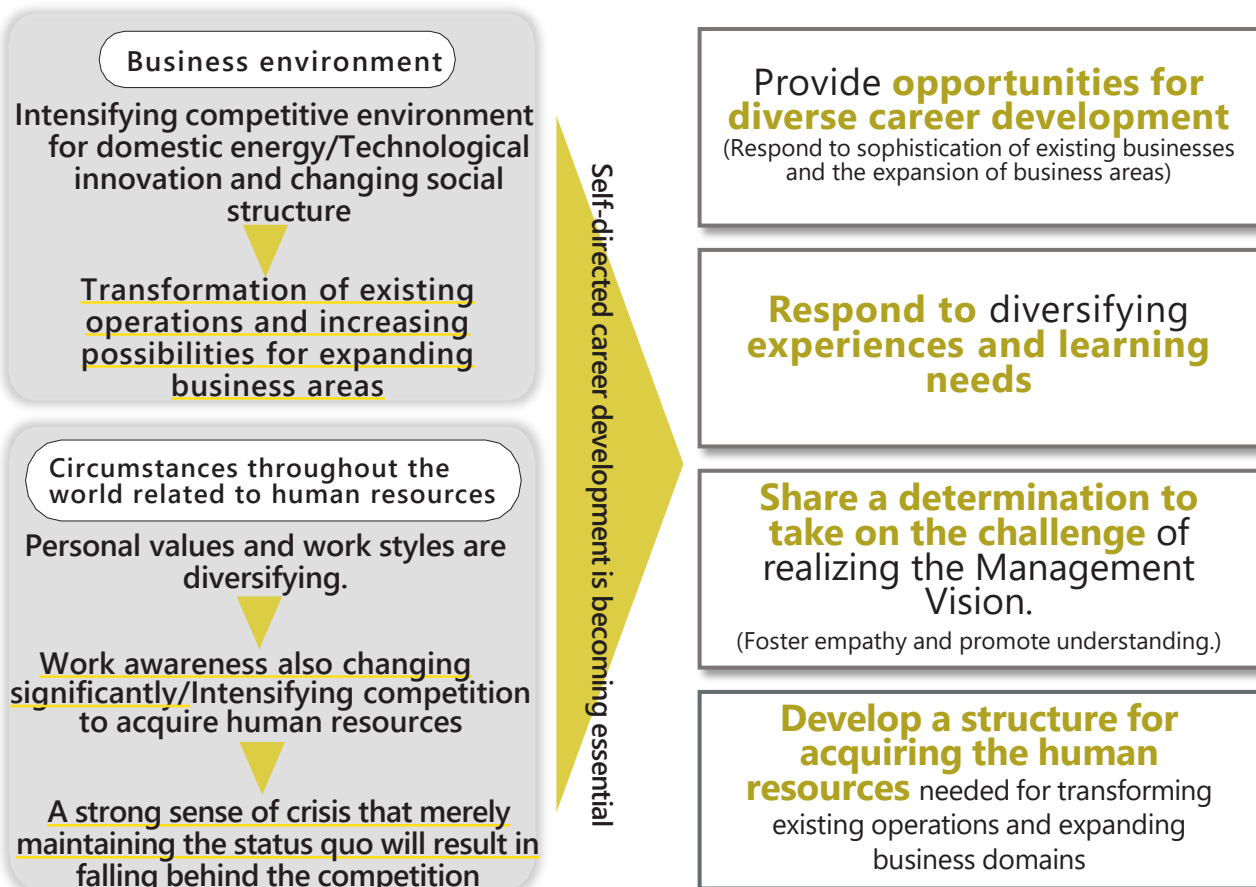 Business environment
Intensifying competitive environment
for domestic energy/Technological
innovation and changing social
structure
Transformation of existing
operations and increasing
possibilities for expanding
business areas
Circumstances throughout the
world related to human resources
Personal values and work styles are
diversifying.
Work awareness also changing
significantly/Intensifying competition
to acquire human resources
A strong sense of crisis that merely
maintaining the status quo will result in
falling behind the competition
Self-directed career development is becoming essential
Provide opportunities for
diverse career development
(Respond to sophistication of existing businesses
and the expansion of business areas)
Respond to diversifying
experiences and learning
needs
Share a determination to
take on the challenge of
realizing the Management
Vision.
(Foster empathy and promote understanding.)
Develop a structure for
acquiring the human
resources needed for transforming
existing operations and expanding
business domains